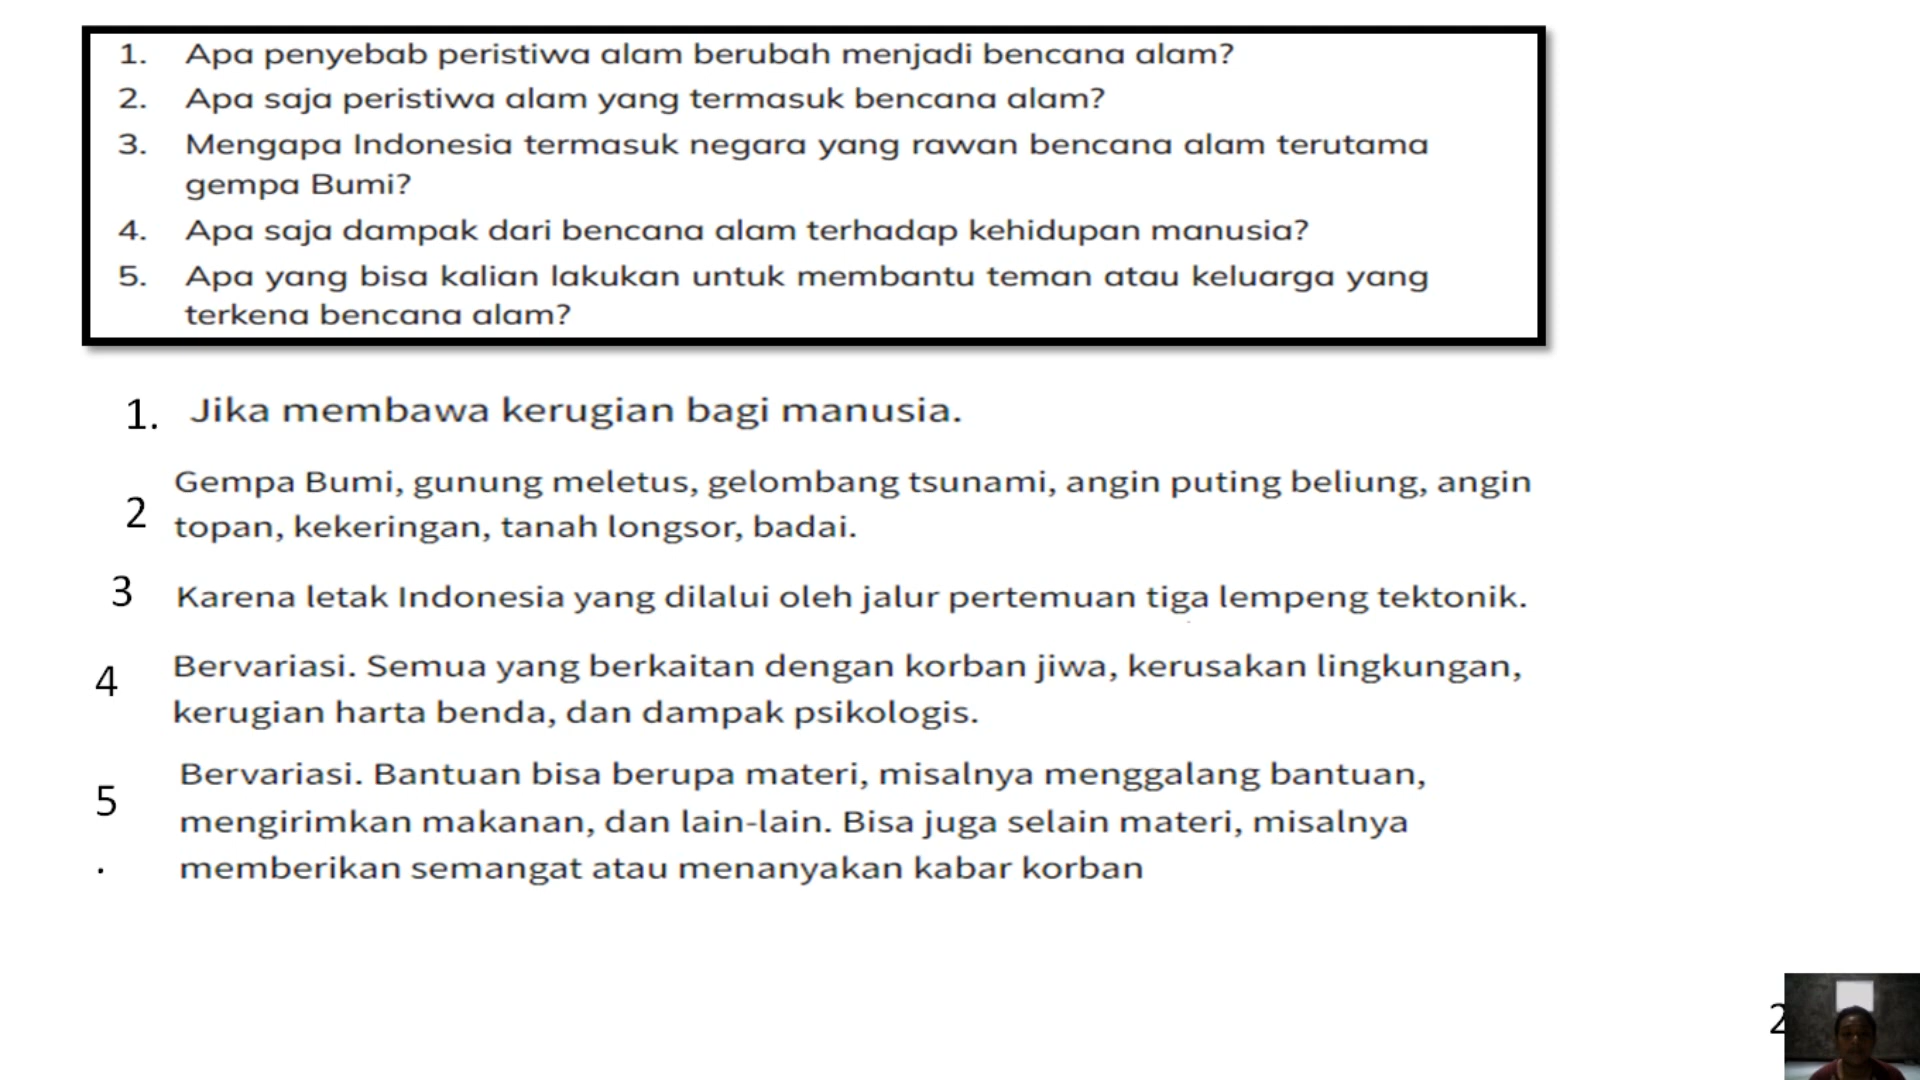 1. Apa penyebab peristiwa alam berubah menjadi bencana alam?
2. Apa saja peristiwa alam yang termasuk bencana alam?
3. Mengapa Indonesia termasuk negara yang rawan bencana alam terutama
gempa Bumi?
4. Apa saja dampak dari bencana alam terhadap kehidupan manusia?
5. Apa yang bisa kalian lakukan untuk membantu teman atau keluarga yang
terkena bencana alam?
1. Jika membawa kerugian bagi manusia.
2 Gempa Bumi, gunung meletus, gelombang tsunami, angin puting beliung, angin
topan, kekeringan, tanah longsor, badai.
3 Karena letak Indonesia yang dilalui oleh jalur pertemuan tiga lempeng tektonik.
4 Bervariasi. Semua yang berkaitan dengan korban jiwa, kerusakan lingkungan,
kerugian harta benda, dan dampak psikologis.
5 Bervariasi. Bantuan bisa berupa materi, misalnya menggalang bantuan,
mengirimkan makanan, dan lain-lain. Bisa juga selain materi, misalnya
. memberikan semangat atau menanyakan kabar korban
2